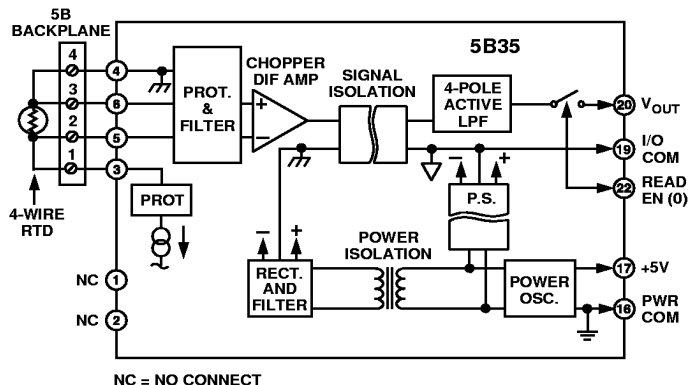 5B
BACKPLANE
4
3
2
1
4-WIRE
RTD
4
6
5
3
NC 1
NC 2
PROT.
&
FILTER
PROT
CHOPPER
DIF AMP
+
−
SIGNAL
ISOLATION
5B35
4-POLE
ACTIVE
LPF
20 VOUT
I/O
19 COM
22 READ
EN (0)
− +
P.S.
POWER
ISOLATION
− +
RECT.
AND
FILTER
POWER
OSC.
17 +5V
16 PWR
COM
NC = NO CONNECT